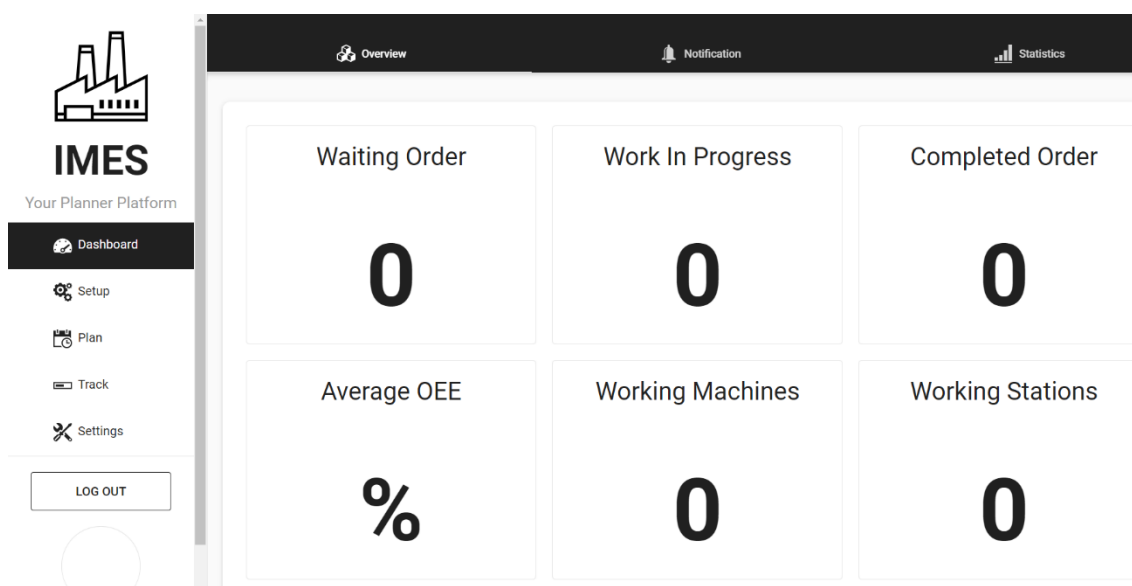 IMES
Your Planner Platform
Dashboard
Setup
Plan
Track
Settings
LOG OUT
Overview
Notification
Statistics
Waiting Order
Work In Progress
Completed Order
0
0
0
Average OEE
Working Machines
Working Stations
%
0
0